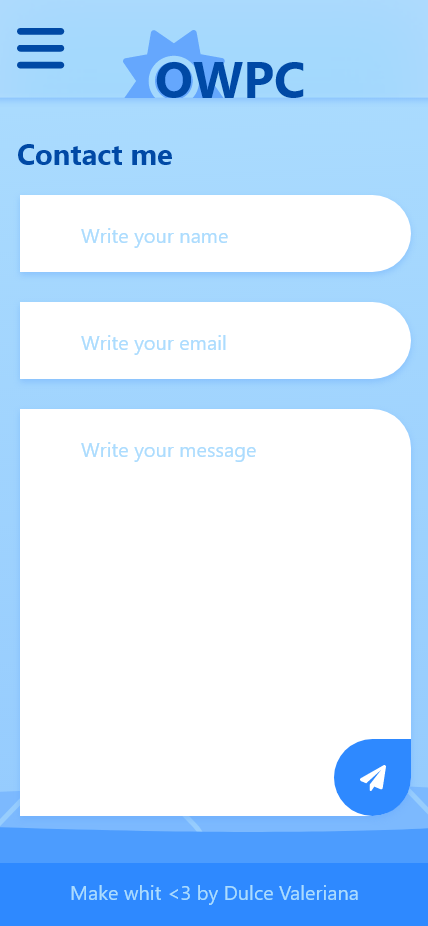 OWPC
Contact me
Write your name
Write your email
Write your message
Make whit <3 by Dulce Valeriana